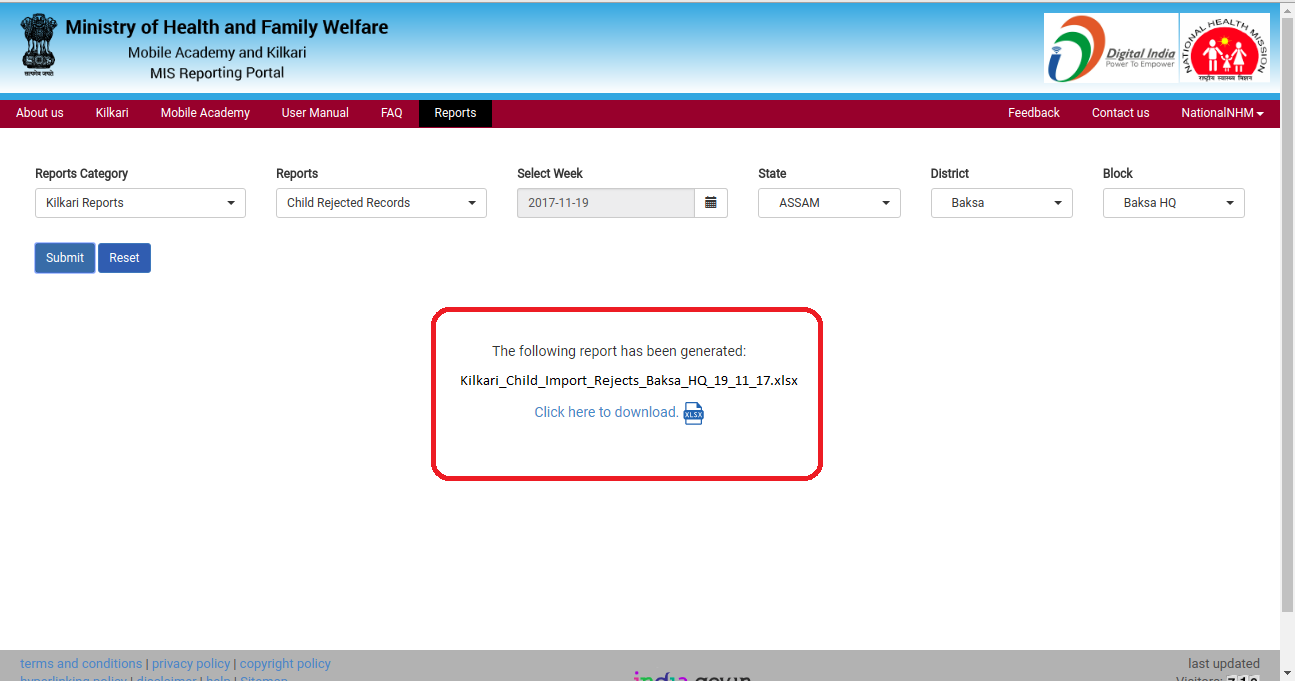 Ministry of Health and Family Welfare
Mobile Academy and Kilkari
MIS Reporting Portal
सत्यमेव जयते
Digital India
Power To Empower
NATIONAL HEALTH MISSION
राष्ट्रीय स्वास्थ्य मिशन
About us Kilkari Mobile Academy User Manual FAQ Reports Feedback Contact us NationalNHM
Reports Category Reports Select Week State District Block
Kilkari Reports Child Rejected Records 2017-11-19 ASSAM Baksa Baksa HQ
Submit Reset
The following report has been generated:
Kilkari_Child_Import_Rejects_Baksa_HQ_19_11_17.xlsx
Click here to download. XLSX
terms and conditions | privacy policy | copyright policy
last updated
hyperlinking policy | disclaimer | help | Sitemap
india.gov.in
Visitors: